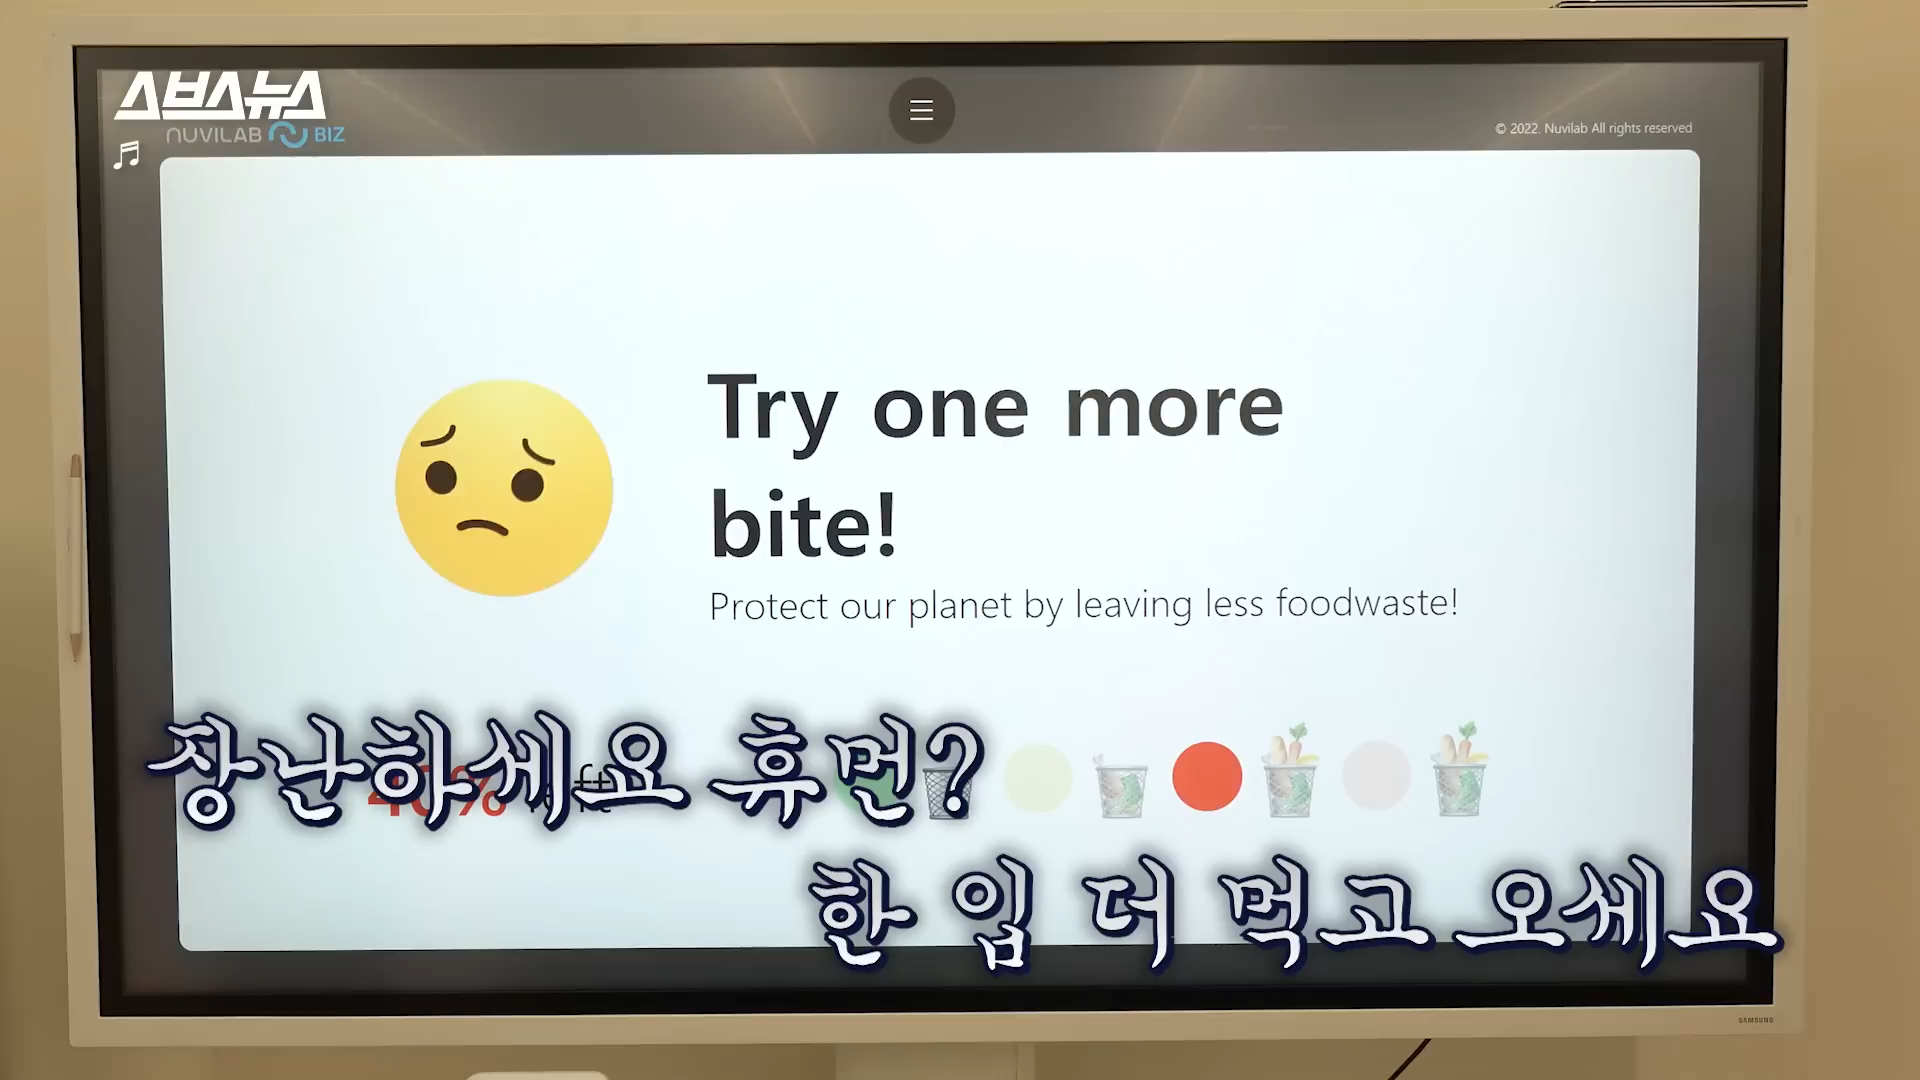 스브스뉴스
NUVILAB BIZ
© 2022. Nuvilab All rights reserved
Try one more
bite!
Protect our planet by leaving less foodwaste!
장난하세요 휴먼?
40%
한 입 더 먹고 오세요
SAMSUNG